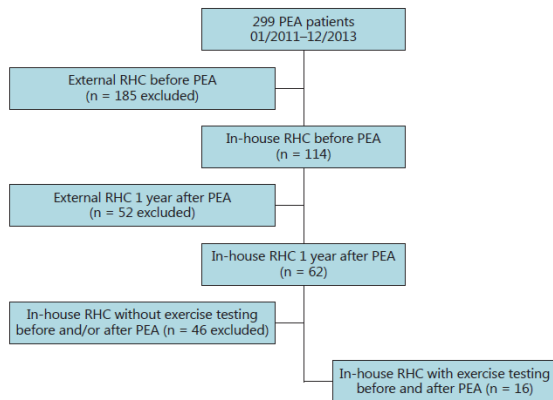 299 PEA patients
01/2011–12/2013
External RHC before PEA
(n = 185 excluded)
In-house RHC before PEA
(n = 114)
External RHC 1 year after PEA
(n = 52 excluded)
In-house RHC 1 year after PEA
(n = 62)
In-house RHC without exercise testing
before and/or after PEA (n = 46 excluded)
In-house RHC with exercise testing
before and after PEA (n = 16)